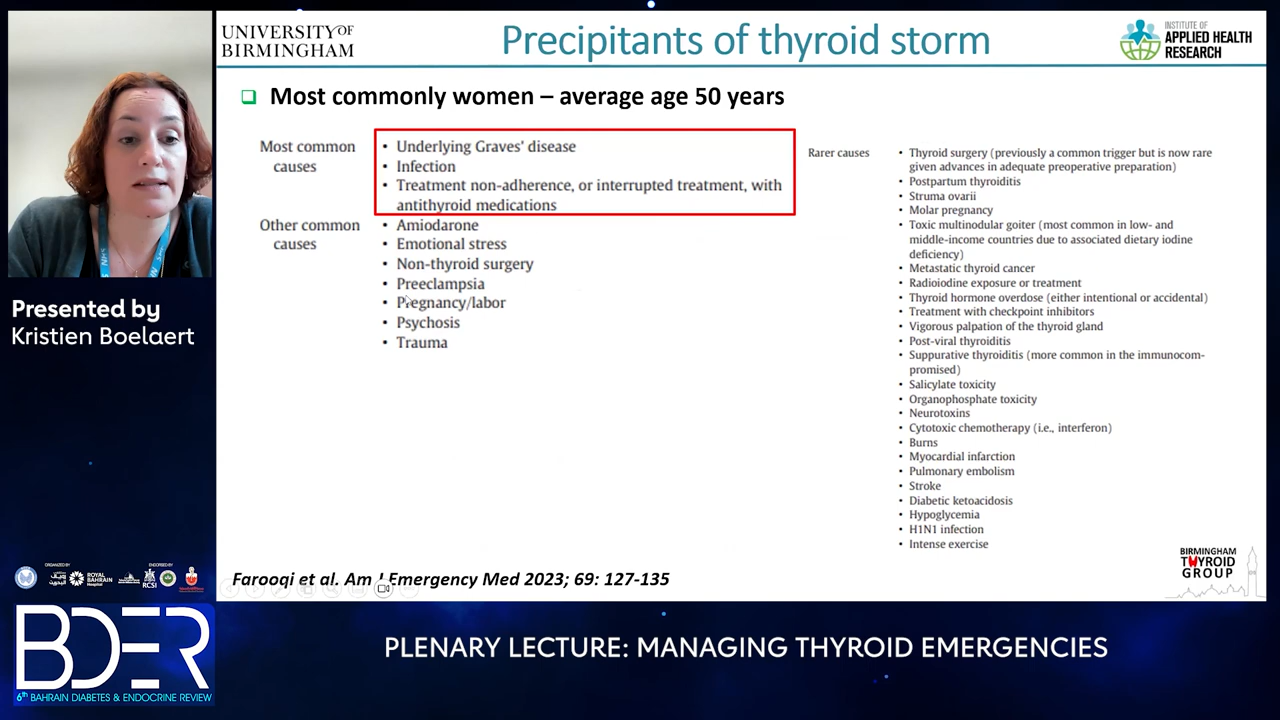 UNIVERSITY OF
BIRMINGHAM
Precipitants of thyroid storm
INSTITUTE OF
APPLIED HEALTH
RESEARCH
Most commonly women – average age 50 years
Most common
causes
• Underlying Graves' disease
• Infection
• Treatment non-adherence, or interrupted treatment, with
antithyroid medications
Other common
causes
• Amiodarone
• Emotional stress
• Non-thyroid surgery
• Preeclampsia
• Pregnancy/labor
• Psychosis
• Trauma
Rarer causes
• Thyroid surgery (previously a common trigger but is now rare
given advances in adequate preoperative preparation)
• Postpartum thyroiditis
• Struma ovarii
• Molar pregnancy
• Toxic multinodular goiter (most common in low- and
middle-income countries due to associated dietary iodine
deficiency)
• Metastatic thyroid cancer
• Radioiodine exposure or treatment
• Thyroid hormone overdose (either intentional or accidental)
• Treatment with checkpoint inhibitors
• Vigorous palpation of the thyroid gland
• Post-viral thyroiditis
• Suppurative thyroiditis (more common in the immunocom-
promised)
• Salicylate toxicity
• Organophosphate toxicity
• Neurotoxins
• Cytotoxic chemotherapy (i.e., interferon)
• Burns
• Myocardial infarction
• Pulmonary embolism
• Stroke
• Diabetic ketoacidosis
• Hypoglycemia
• H1N1 infection
• Intense exercise
Farooqi et al. Am J Emergency Med 2023; 69: 127-135
BIRMINGHAM
THYROID
GROUP
NHS
Presented by
Kristien Boelaert
ORGANIZED BY
ENDORSED BY
ROYAL
BAHRAIN
Hospital
RCSI
BDER
6th BAHRAIN DIABETES & ENDOCRINE REVIEW
PLENARY LECTURE: MANAGING THYROID EMERGENCIES